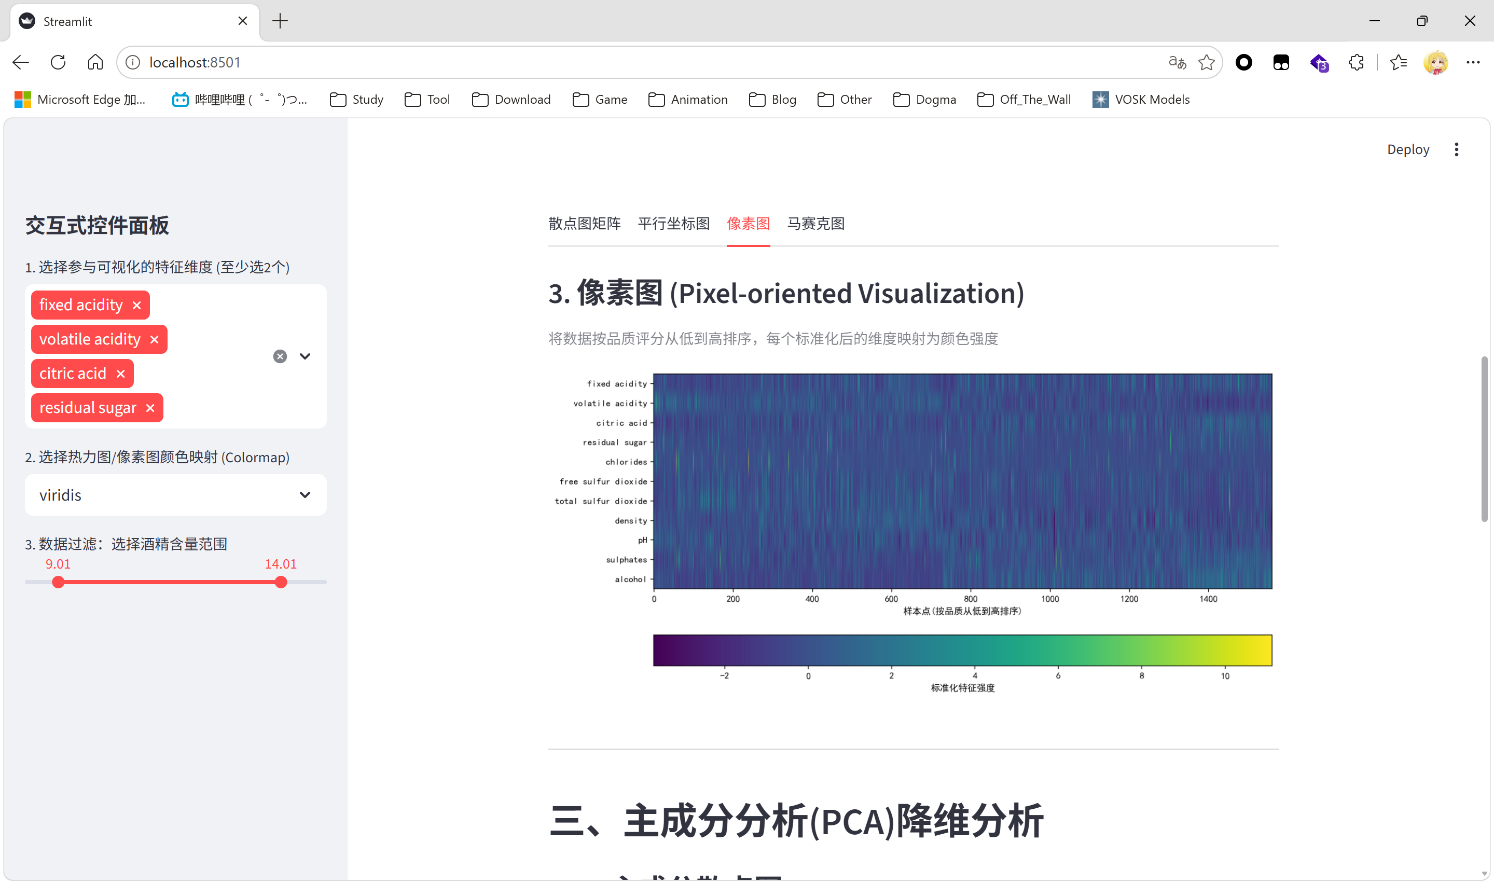 Streamlit
localhost:8501
Microsoft Edge 加...
哔哩哔哩 (゜-゜)つ...
Study
Tool
Download
Game
Animation
Blog
Other
Dogma
Off_The_Wall
VOSK Models
Deploy
交互式控件面板
1. 选择参与可视化的特征维度 (至少选2个)
fixed acidity
volatile acidity
citric acid
residual sugar
2. 选择热力图/像素图颜色映射 (Colormap)
viridis
3. 数据过滤：选择酒精含量范围
9.01 14.01
散点图矩阵 平行坐标图 像素图 马赛克图
3. 像素图 (Pixel-oriented Visualization)
将数据按品质评分从低到高排序，每个标准化后的维度映射为颜色强度
fixed acidity
volatile acidity
citric acid
residual sugar
chlorides
free sulfur dioxide
total sulfur dioxide
density
pH
sulphates
alcohol
0 200 400 600 800 1000 1200 1400
样本点(按品质从低到高排序)
−2 0 2 4 6 8 10
标准化特征强度
三、主成分分析(PCA)降维分析